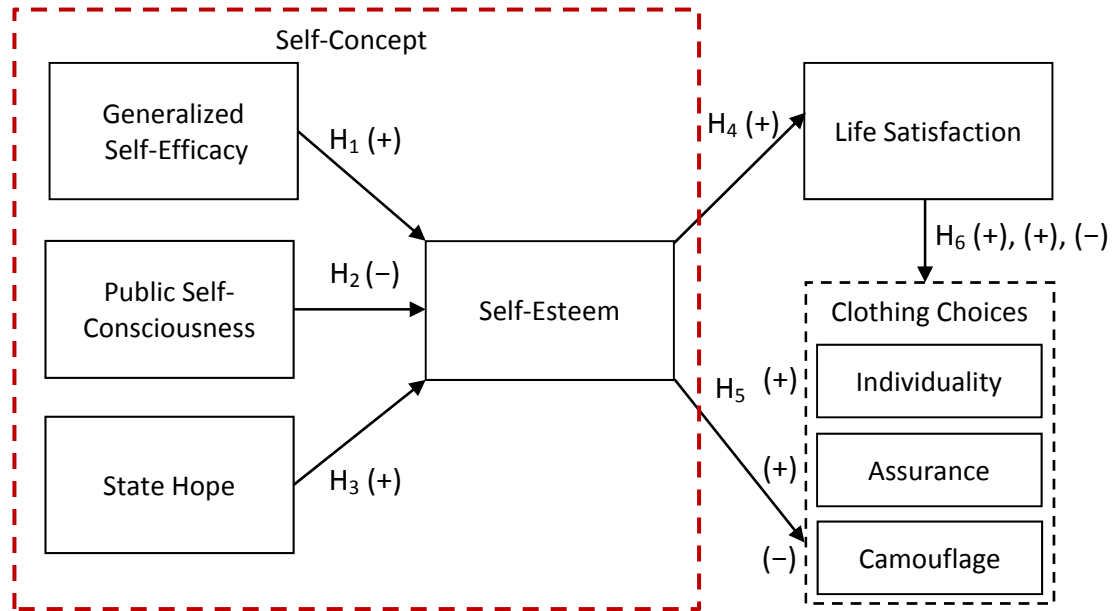 Self-Concept
Generalized
Self-Efficacy
H₁ (+)
Public Self-
Consciousness
H₂ (−)
State Hope
H₃ (+)
Self-Esteem
H₄ (+)
Life Satisfaction
H₆ (+), (+), (−)
Clothing Choices
H₅
(+)
Individuality
(+)
Assurance
(−)
Camouflage